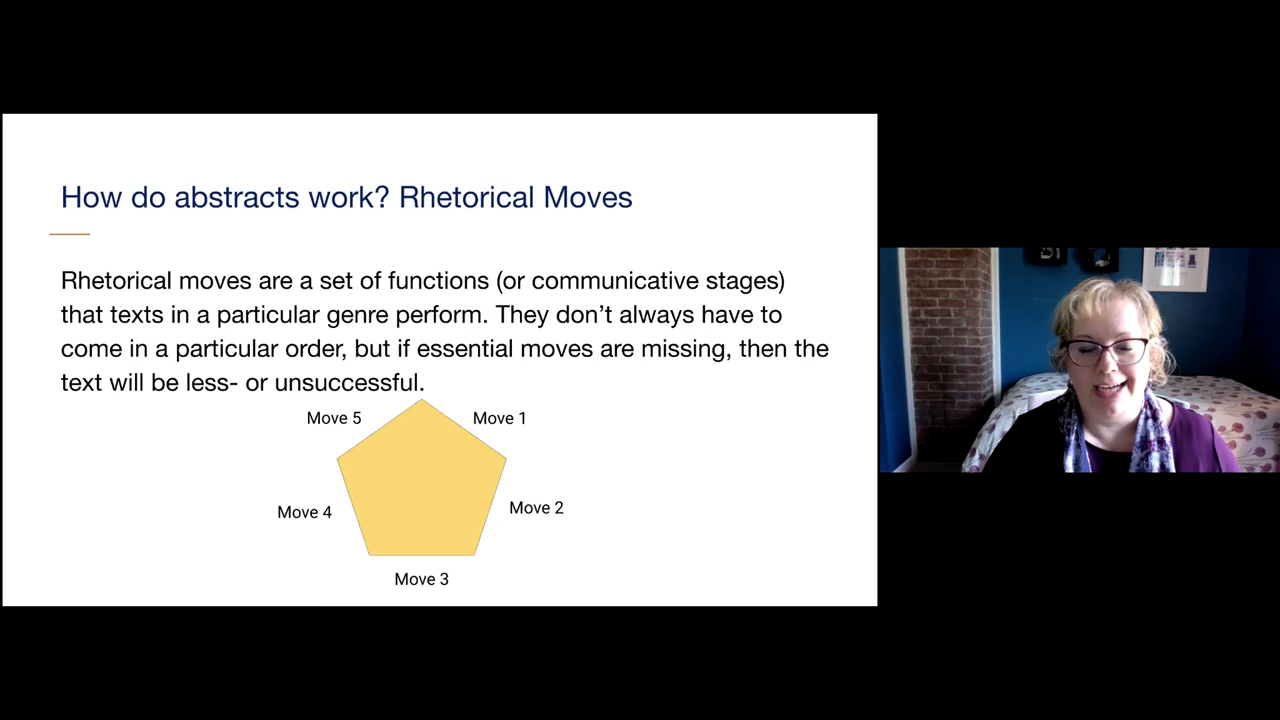 How do abstracts work? Rhetorical Moves
Rhetorical moves are a set of functions (or communicative stages)
that texts in a particular genre perform. They don’t always have to
come in a particular order, but if essential moves are missing, then the
text will be less- or unsuccessful.
Move 5
Move 1
Move 4
Move 2
Move 3